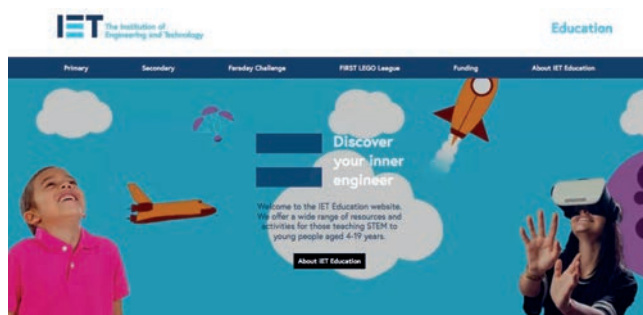 IET The Institution of
Engineering and Technology
Education
Primary Secondary Faraday Challenge FIRST LEGO League Funding About IET Education
Discover
your inner
engineer
Welcome to the IET Education website.
We offer a wide range of resources and
activities for those teaching STEM to
young people aged 4-19 years.
About IET Education